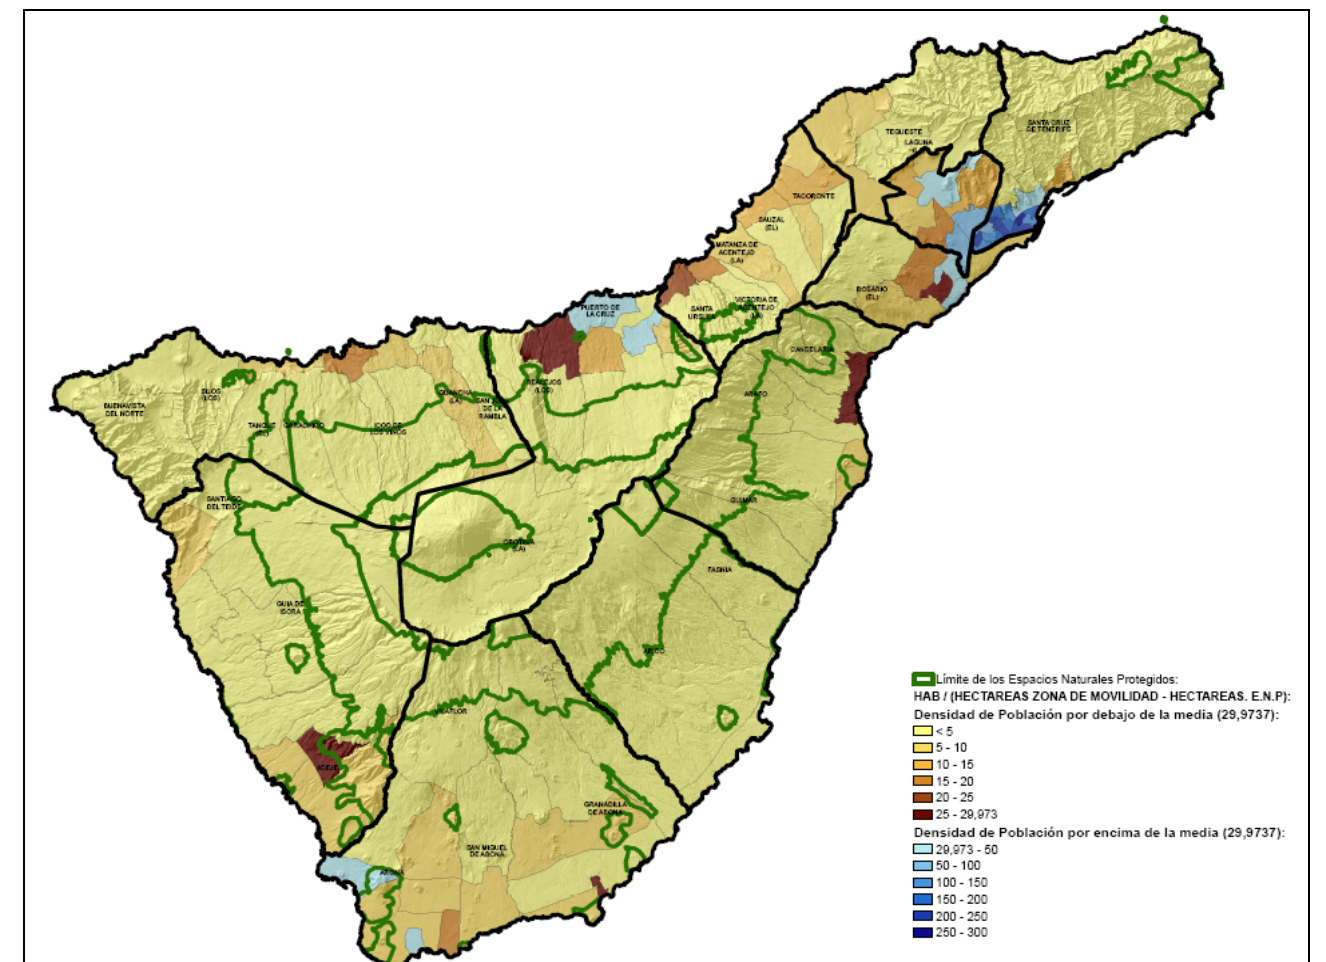 SANTA CRUZ
DE TENERIFE
TEGUESTE
LAGUNA
TACORONTE
SAUZAL
(EL)
MATANZA DE
ACENTEJO
(LA)
ROSARIO
(EL)
PUERTO DE
LA CRUZ
SANTA
URSULA
VICTORIA DE
ACENTEJO
(LA)
CANDELARIA
ARAFO
REALEJOS
(LOS)
SILOS
(LOS)
BUENAVISTA
DEL NORTE
TANQUE
(EL)
GARACHICO
ICOD DE
LOS VINOS
GUANCHA
(LA)
SAN JUAN
DE LA
RAMBLA
SANTIAGO
DEL TEIDE
GUIMAR
OROTAVA
(LA)
FASNIA
GUIA DE
ISORA
ARICO
VILAFLOR
ADEJE
GRANADILLA
DE ABONA
SAN MIGUEL
DE ABONA
ARONA
Límite de los Espacios Naturales Protegidos:
HAB / (HECTAREAS ZONA DE MOVILIDAD - HECTAREAS. E.N.P):
Densidad de Población por debajo de la media (29,9737):
< 5
5 - 10
10 - 15
15 - 20
20 - 25
25 - 29,973
Densidad de Población por encima de la media (29,9737):
29,973 - 50
50 - 100
100 - 150
150 - 200
200 - 250
250 - 300